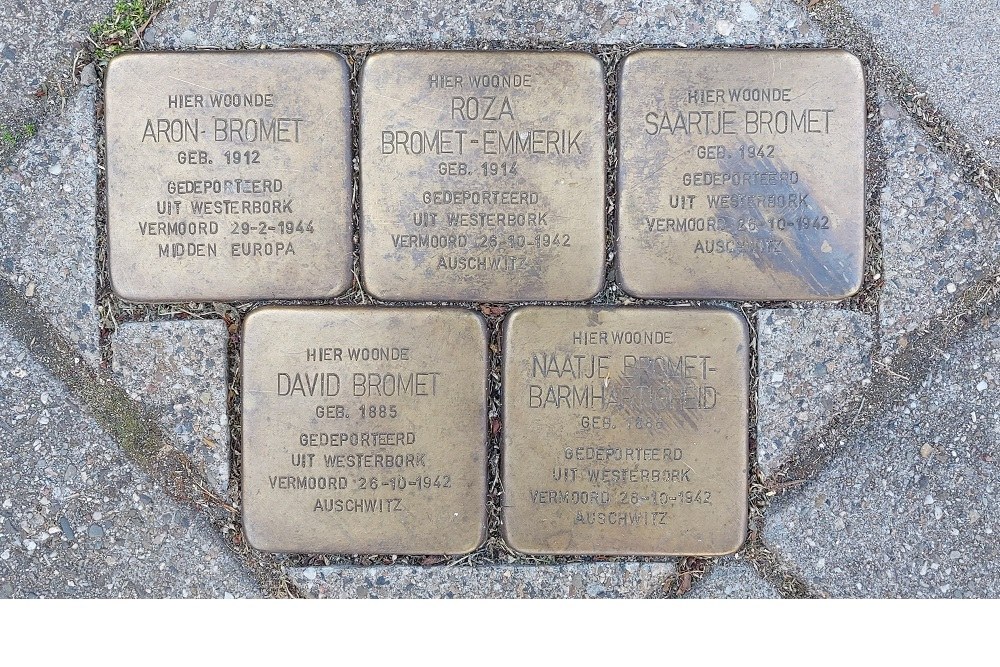 HIER WOONDE
ARON BROMET
GEB. 1912
GEDEPORTEERD
UIT WESTERBORK
VERMOORD 29-2-1944
MIDDEN EUROPA
HIER WOONDE
ROZA
BROMET-EMMERIK
GEB. 1914
GEDEPORTEERD
UIT WESTERBORK
VERMOORD 26-10-1942
AUSCHWITZ
HIER WOONDE
SAARTJE BROMET
GEB. 1942
GEDEPORTEERD
UIT WESTERBORK
VERMOORD 26-10-1942
AUSCHWITZ
HIER WOONDE
DAVID BROMET
GEB. 1885
GEDEPORTEERD
UIT WESTERBORK
VERMOORD 26-10-1942
AUSCHWITZ
HIER WOONDE
NAATJE BROMET-
BARMHARTIGHEID
GEB. 1886
GEDEPORTEERD
UIT WESTERBORK
VERMOORD 26-10-1942
AUSCHWITZ